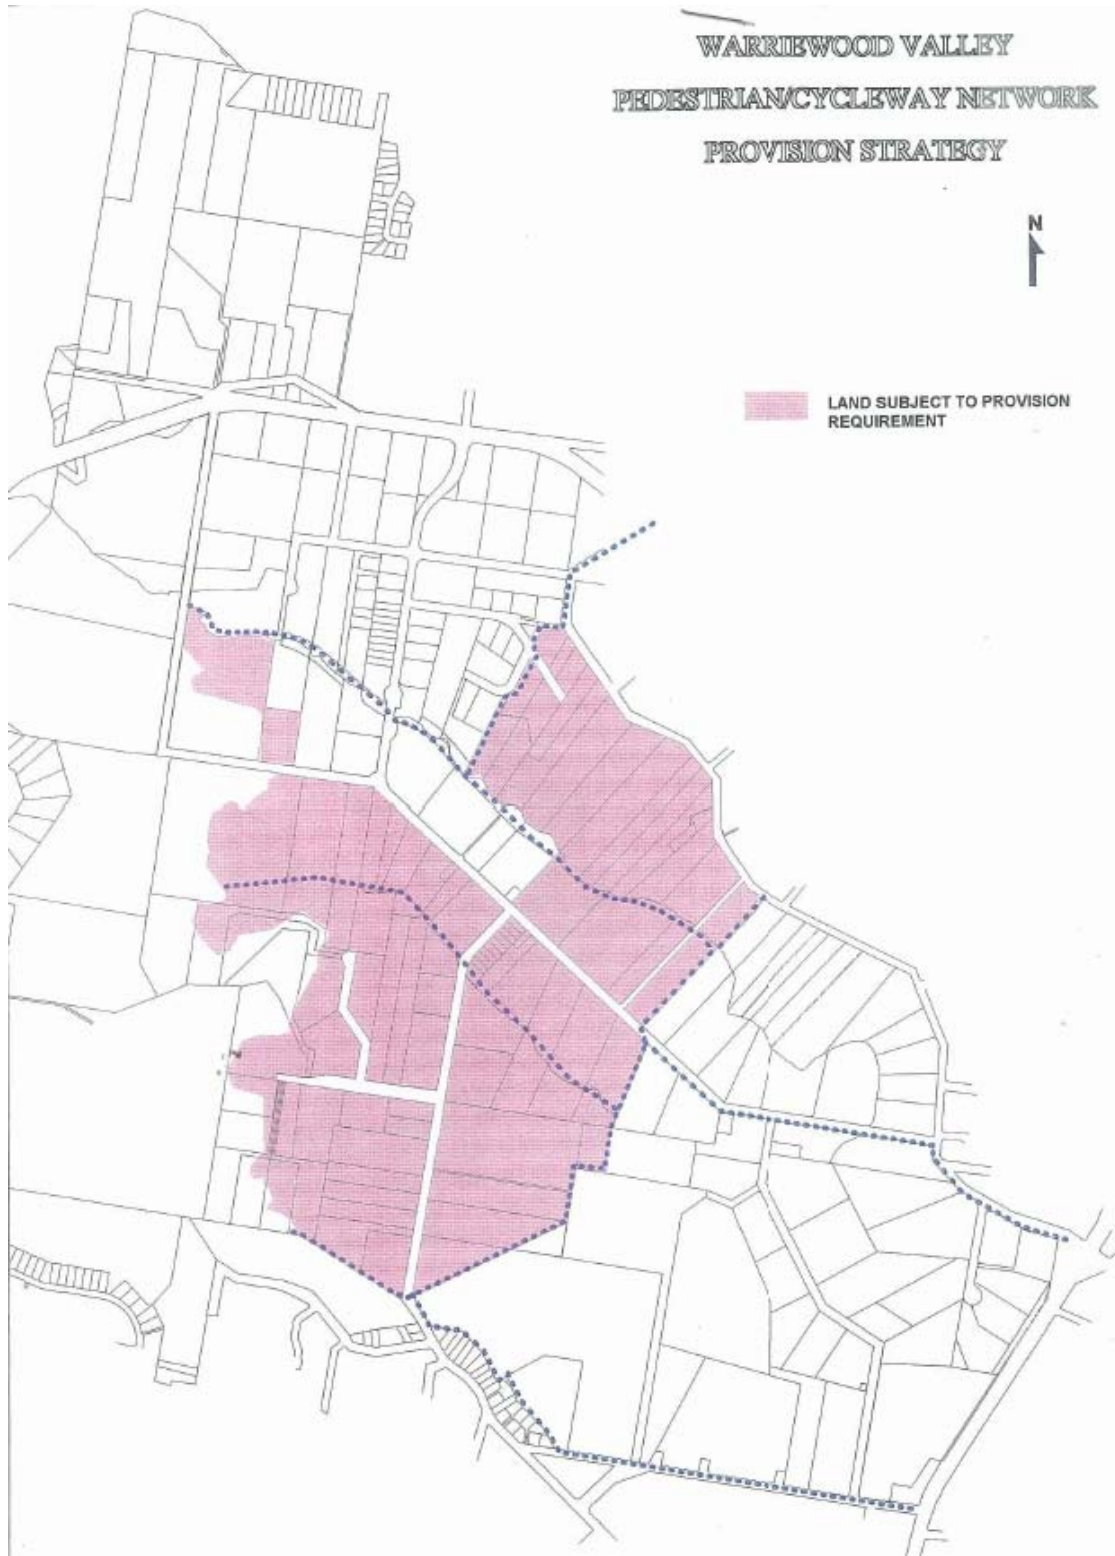 WARRIEWOOD VALLEY
PEDESTRIAN/CYCLEWAY NETWORK
PROVISION STRATEGY
N
LAND SUBJECT TO PROVISION
REQUIREMENT